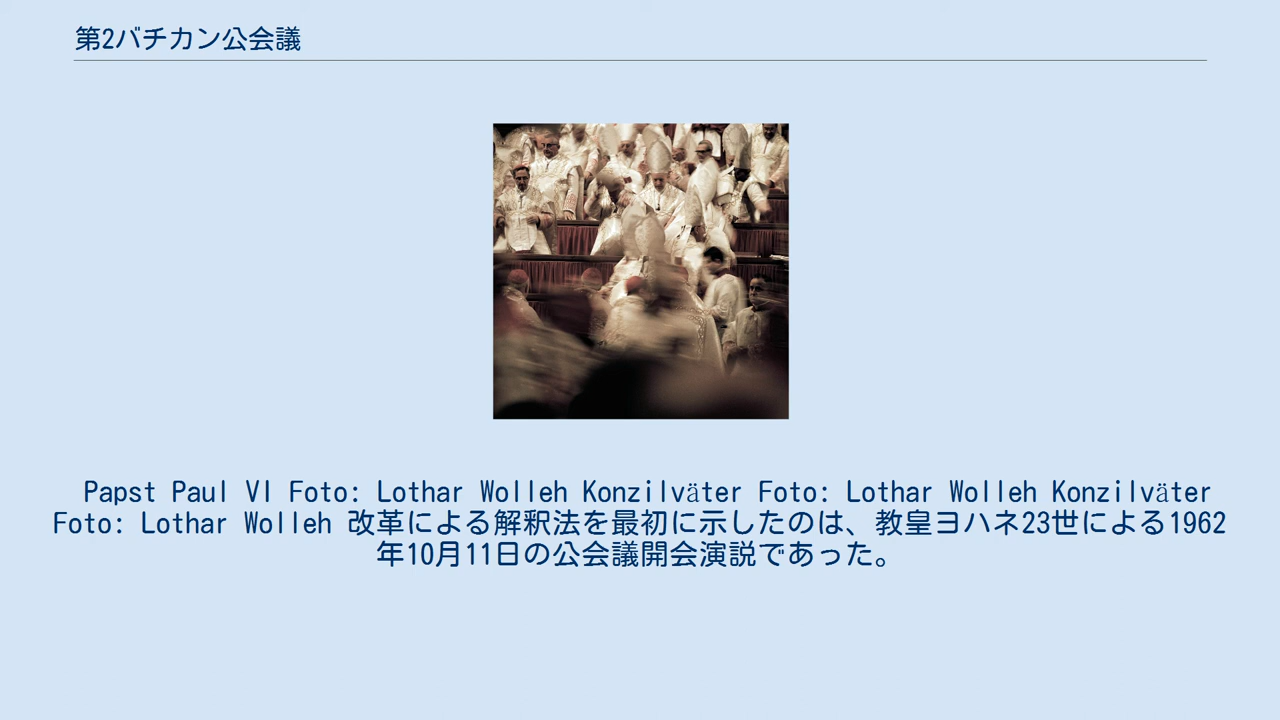 第2バチカン公会議
Papst Paul VI Foto: Lothar Wolleh Konzilväter Foto: Lothar Wolleh Konzilväter
Foto: Lothar Wolleh 改革による解釈法を最初に示したのは、教皇ヨハネ23世による1962
年10月11日の公会議開会演説であった。